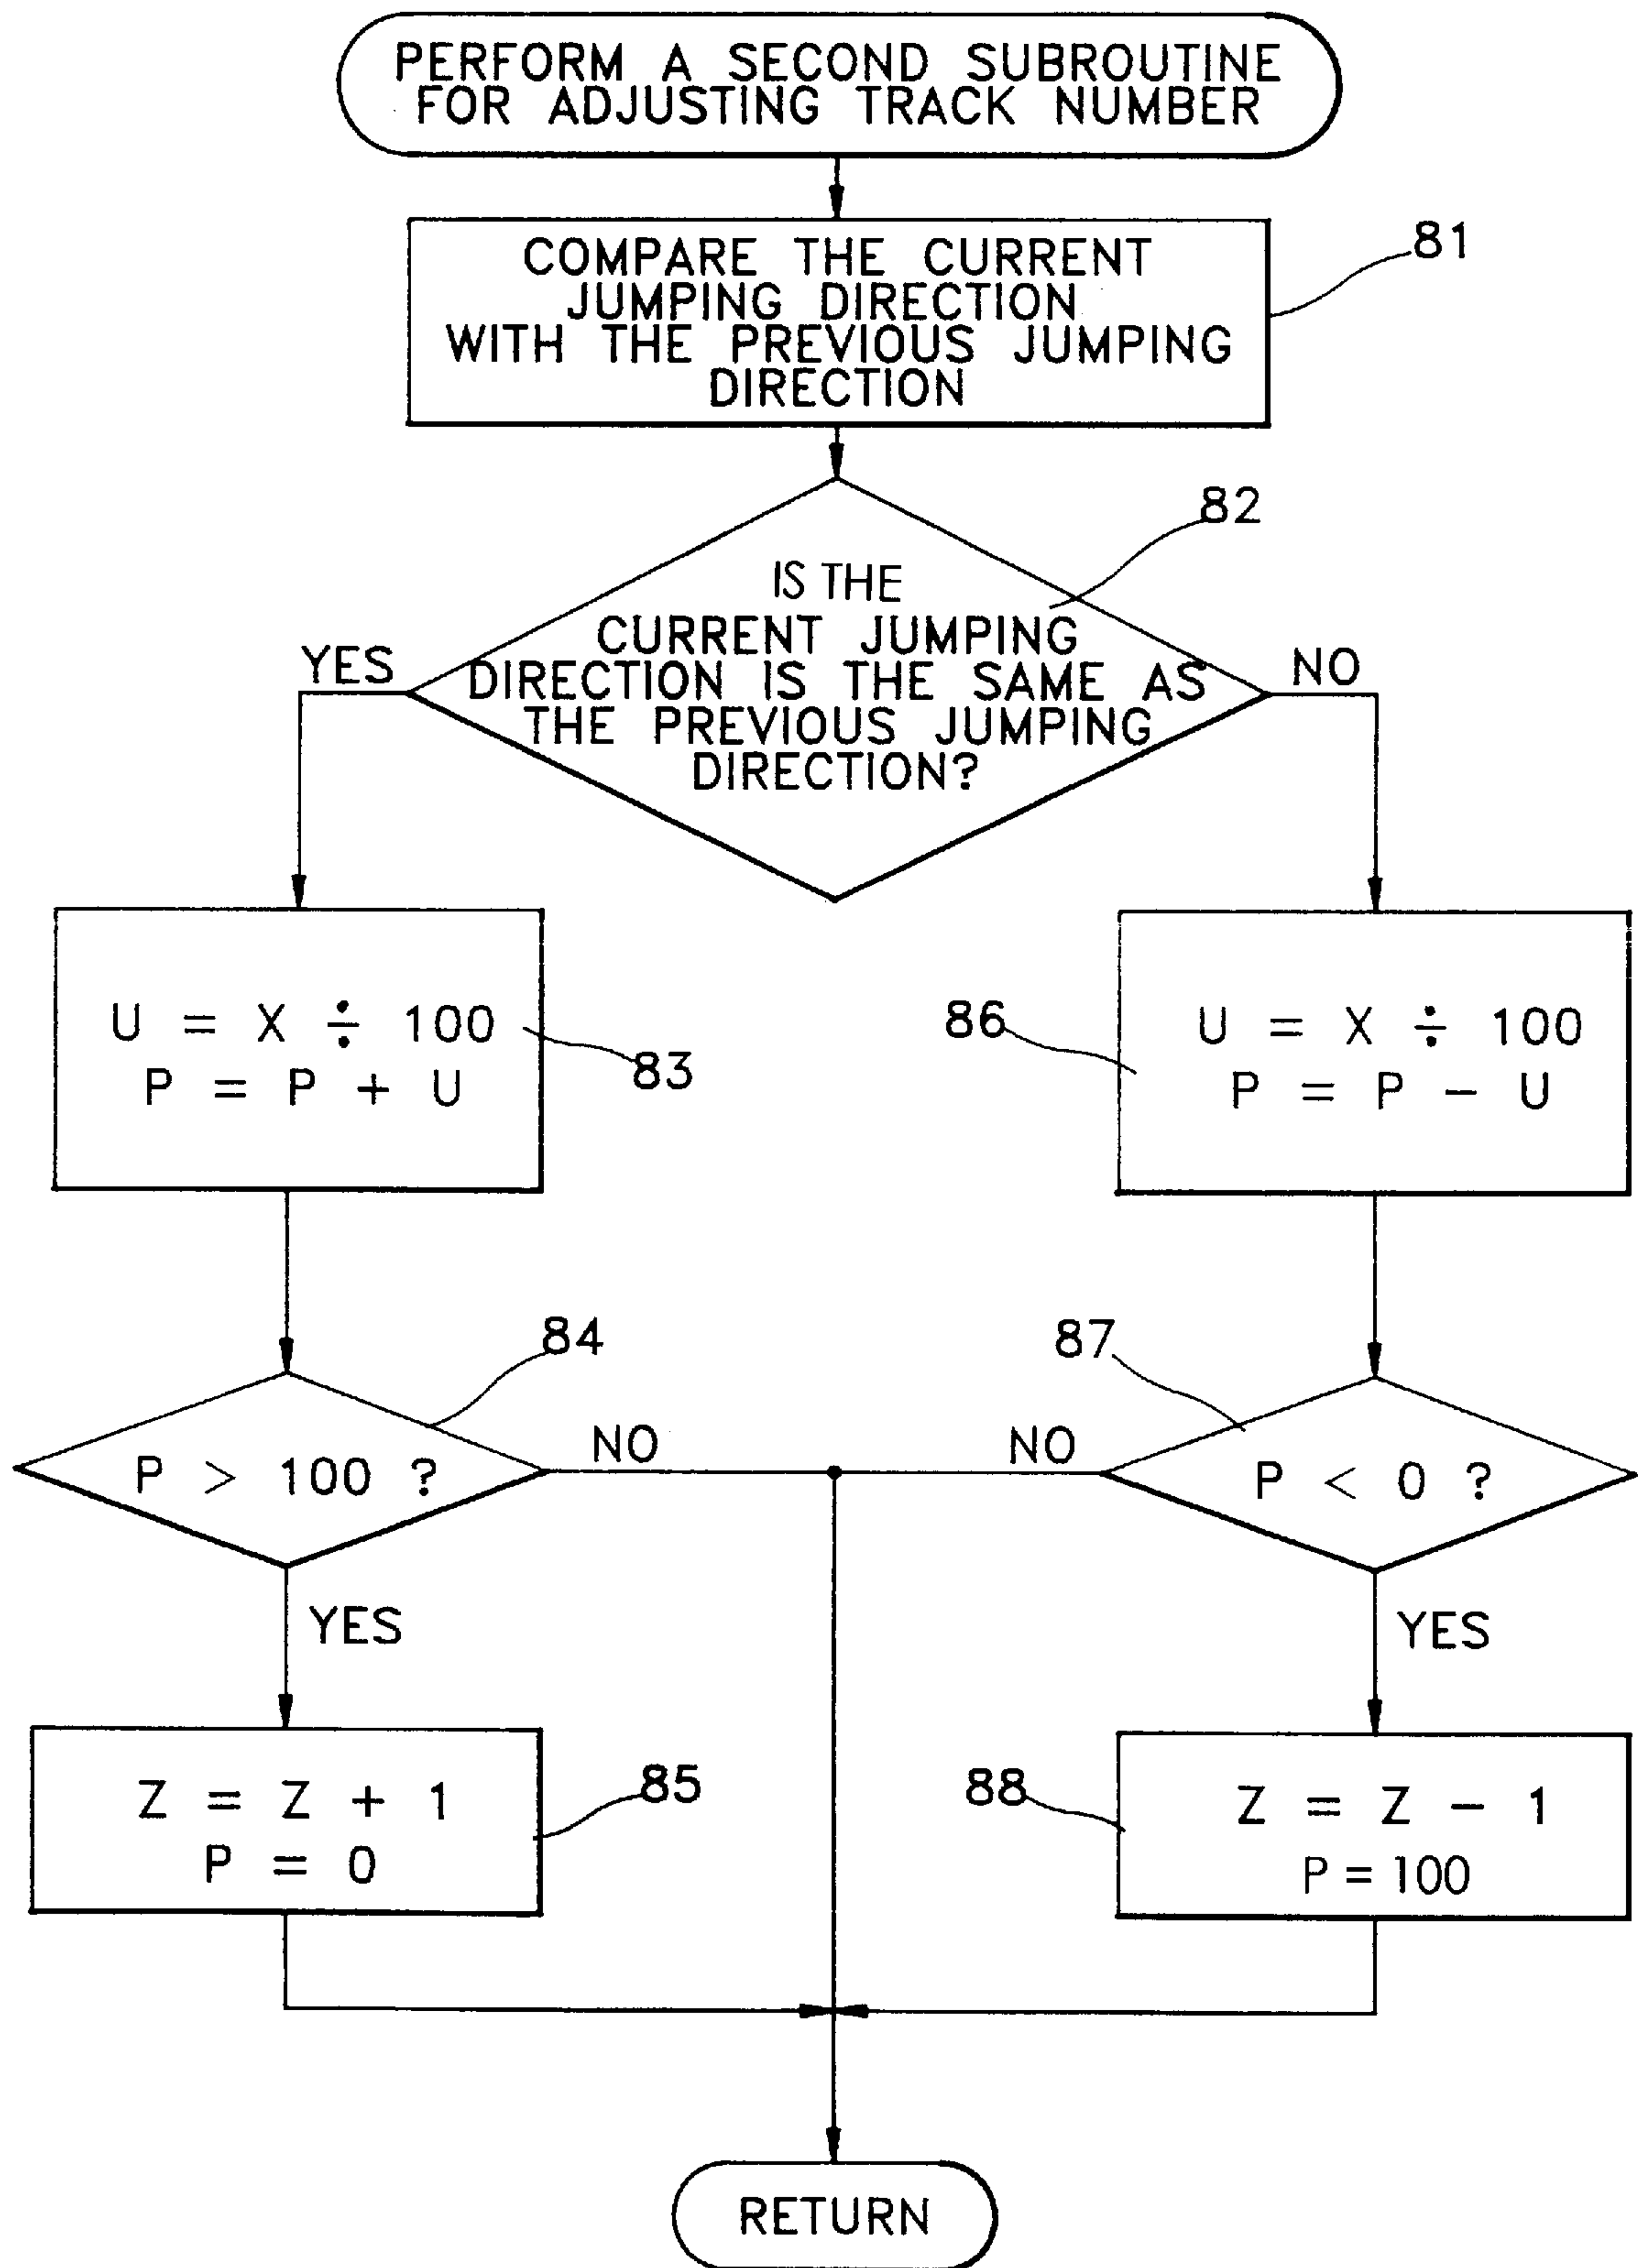 PERFORM A SECOND SUBROUTINE
FOR ADJUSTING TRACK NUMBER
COMPARE THE CURRENT
JUMPING DIRECTION
WITH THE PREVIOUS JUMPING
DIRECTION
81
82
IS THE
CURRENT JUMPING
DIRECTION IS THE SAME AS
THE PREVIOUS JUMPING
DIRECTION?
YES
NO
U = X ÷ 100
P = P + U
83
86
U = X ÷ 100
P = P - U
84
87
P > 100 ?
NO
NO
P < 0 ?
YES
YES
Z = Z + 1
P = 0
85
88
Z = Z - 1
P = 100
RETURN